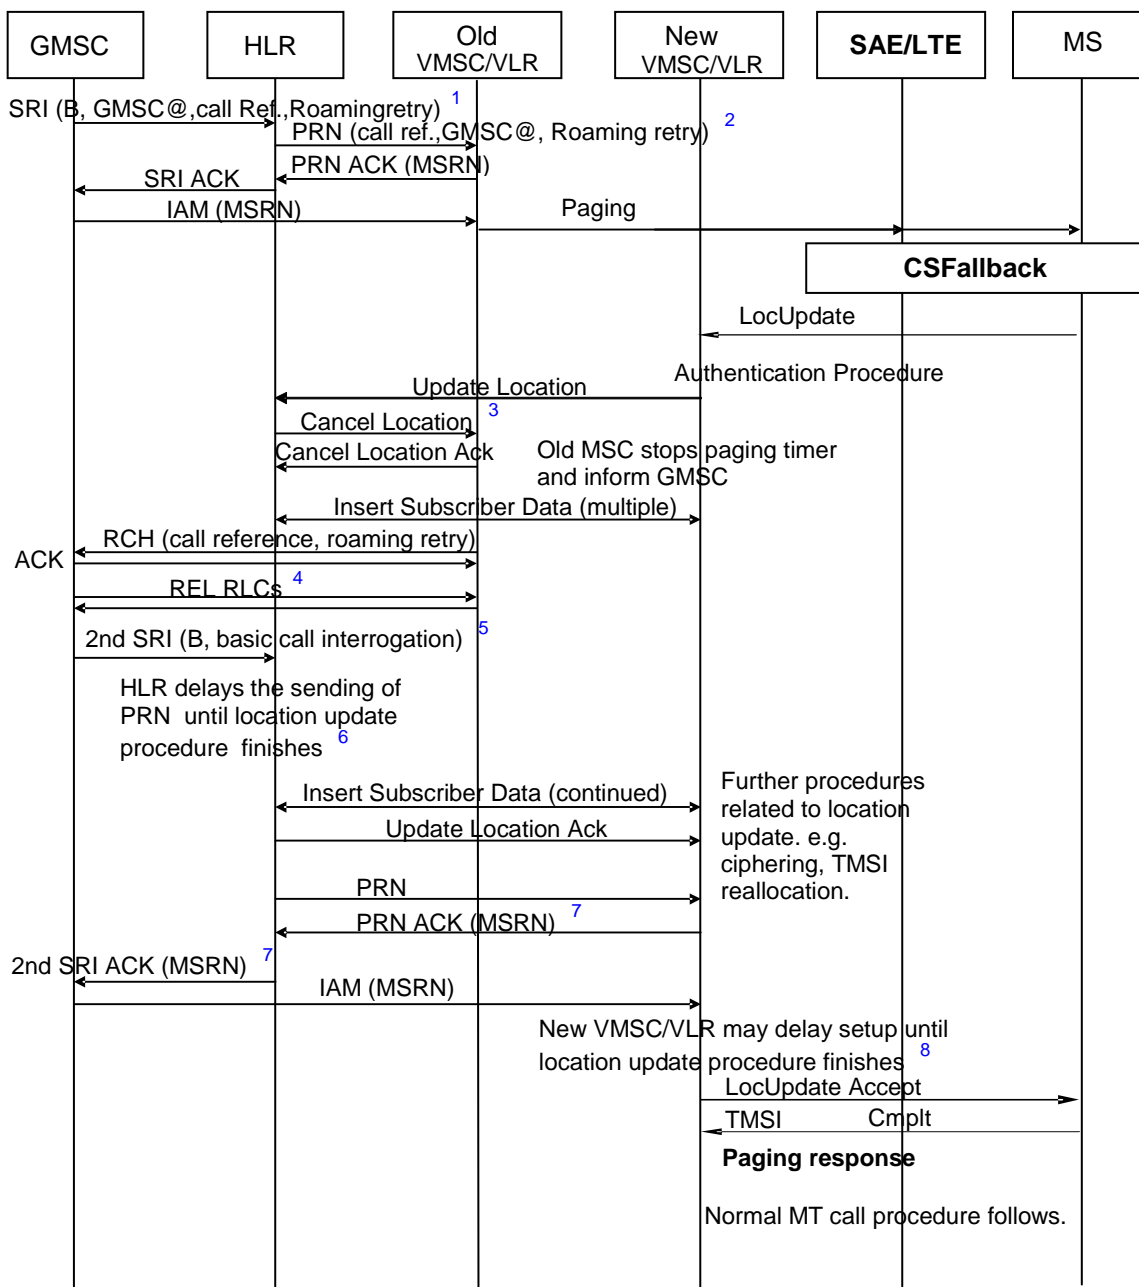 GMSC
HLR
Old
VMSC/VLR
New
VMSC/VLR
SAE/LTE
MS
SRI (B, GMSC@,call Ref.,Roamingretry) 1
PRN (call ref.,GMSC@, Roaming retry) 2
PRN ACK (MSRN)
SRI ACK
IAM (MSRN)
Paging
CSFallback
LocUpdate
Authentication Procedure
Update Location
Cancel Location 3
Cancel Location Ack
Old MSC stops paging timer
and inform GMSC
Insert Subscriber Data (multiple)
RCH (call reference, roaming retry)
ACK
REL RLCs 4
2nd SRI (B, basic call interrogation) 5
HLR delays the sending of
PRN until location update
procedure finishes 6
Insert Subscriber Data (continued)
Update Location Ack
Further procedures
related to location
update. e.g.
ciphering, TMSI
reallocation.
PRN
PRN ACK (MSRN) 7
2nd SRI ACK (MSRN) 7
IAM (MSRN)
New VMSC/VLR may delay setup until
location update procedure finishes 8
LocUpdate Accept
TMSI Cmplt
Paging response
Normal MT call procedure follows.